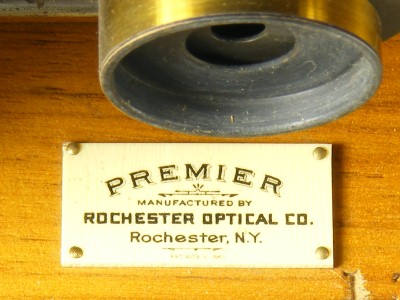 PREMIER
MANUFACTURED BY
ROCHESTER OPTICAL CO.
Rochester, N.Y.